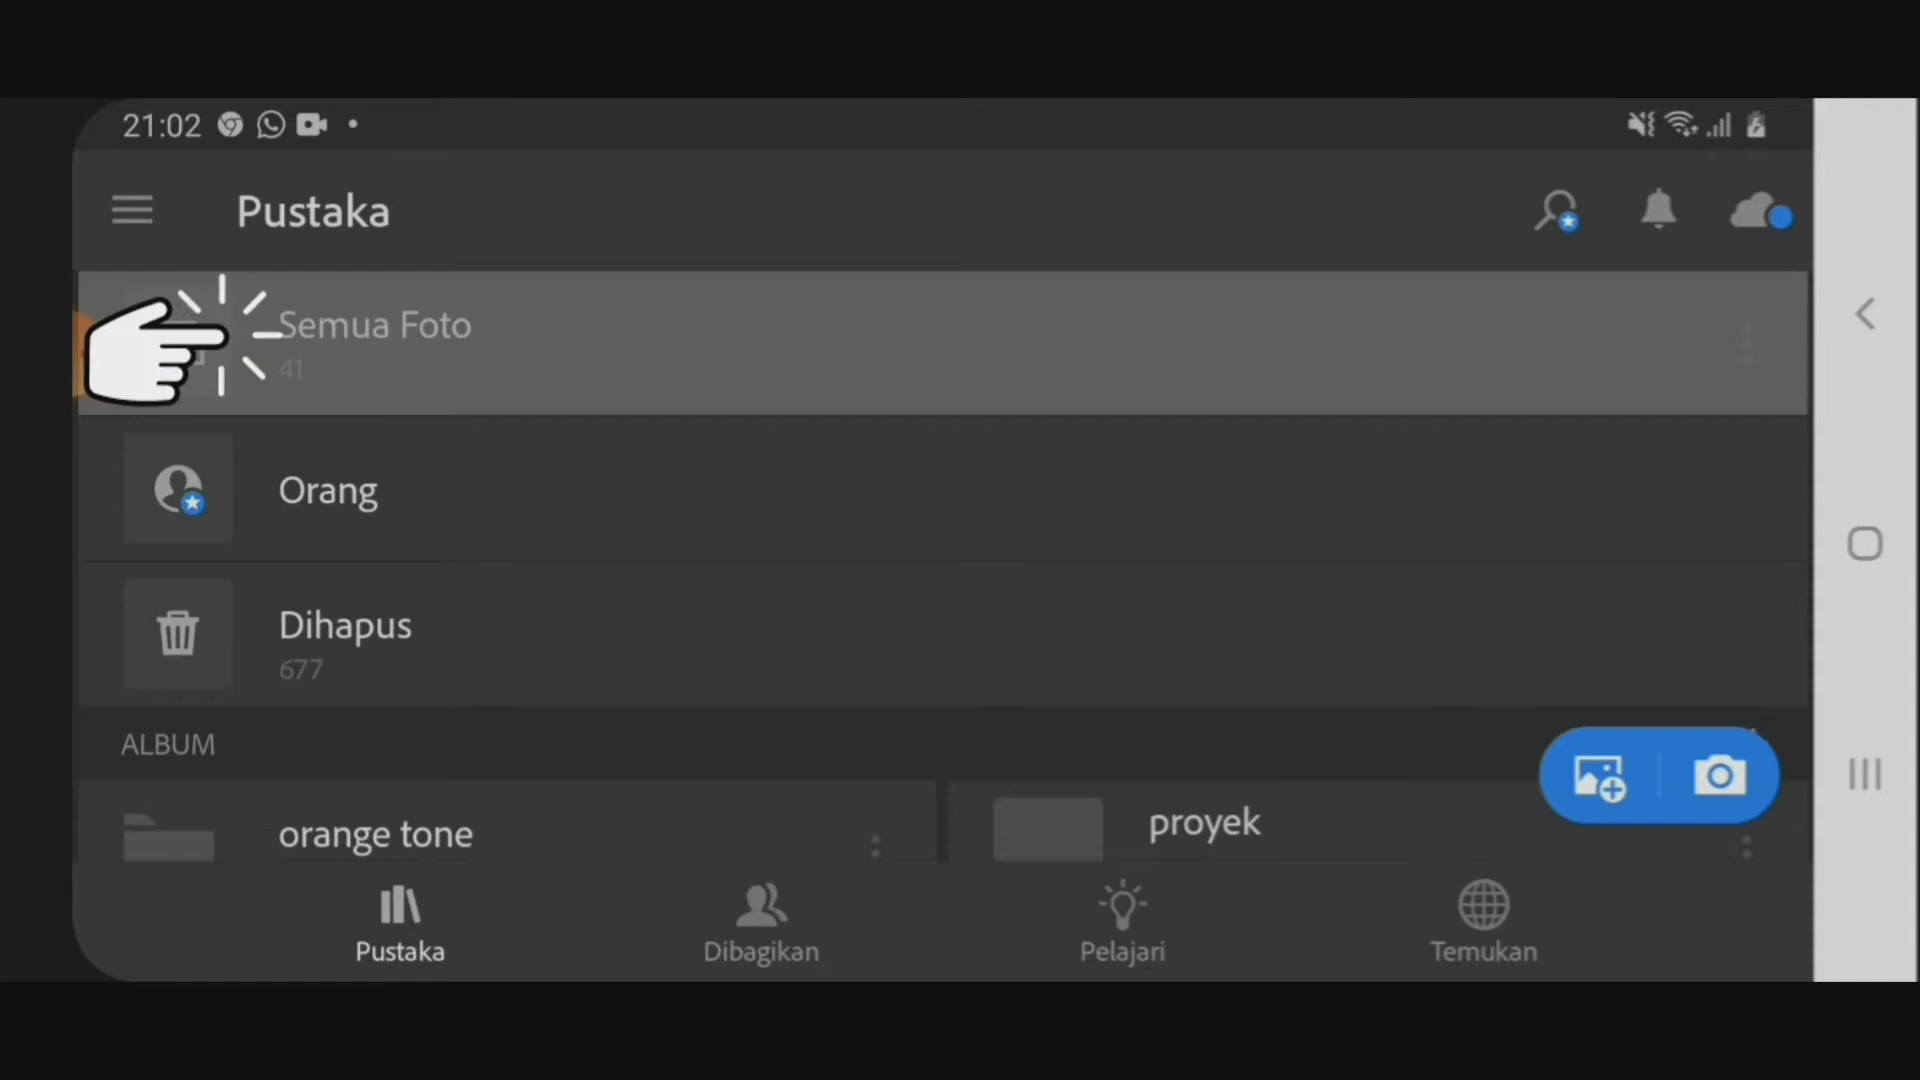 21:02
Pustaka
Semua Foto
41
Orang
Dihapus
677
ALBUM
orange tone
proyek
Pustaka
Dibagikan
Pelajari
Temukan